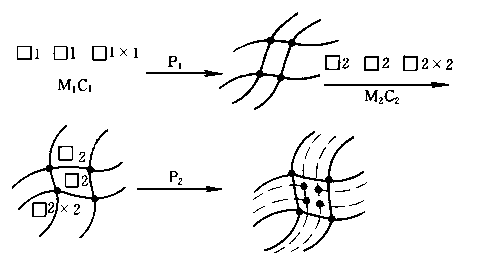 □1 □1 □1×1
M₁C₁
P₁
□2 □2 □2×2
M₂C₂
□2
□2
□2×2
P₂